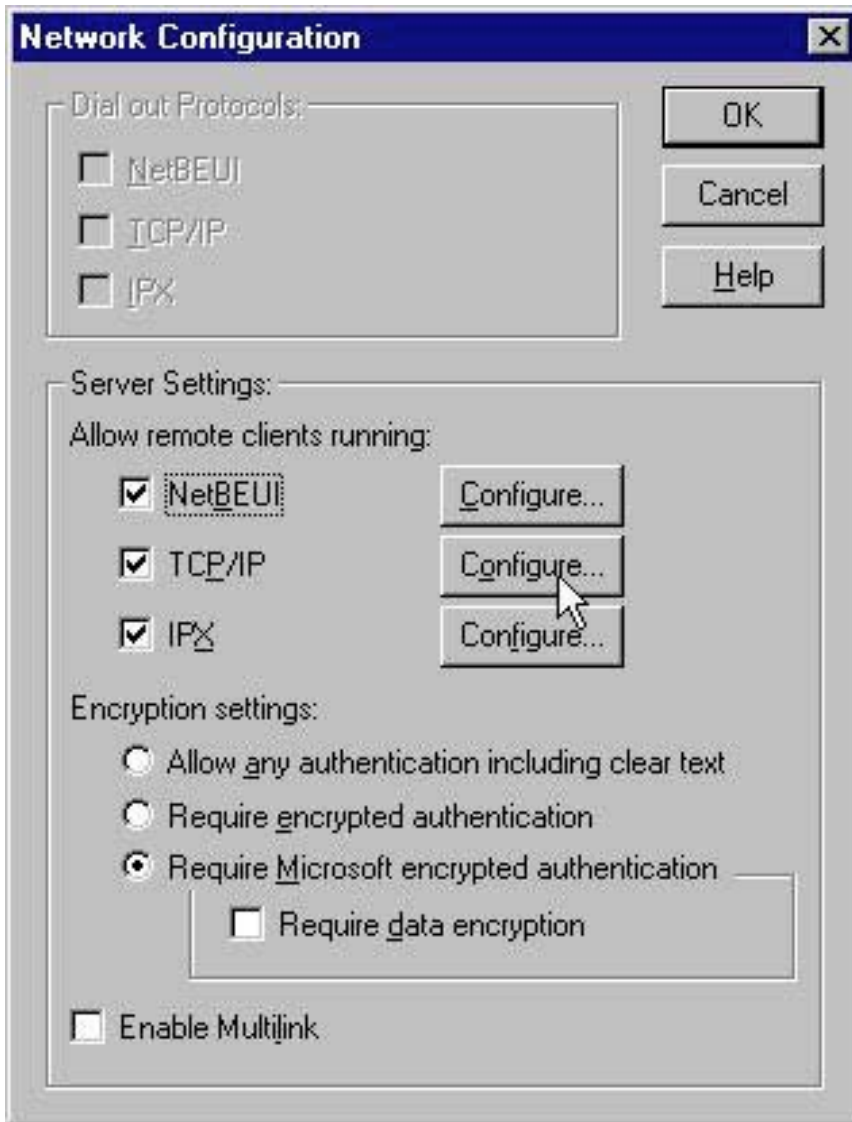 Network Configuration
Dial out Protocols:
NetBEUI
TCP/IP
IPX
OK
Cancel
Help
Server Settings:
Allow remote clients running:
NetBEUI Configure...
TCP/IP Configure...
IPX Configure...
Encryption settings:
Allow any authentication including clear text
Require encrypted authentication
Require Microsoft encrypted authentication
Require data encryption
Enable Multilink